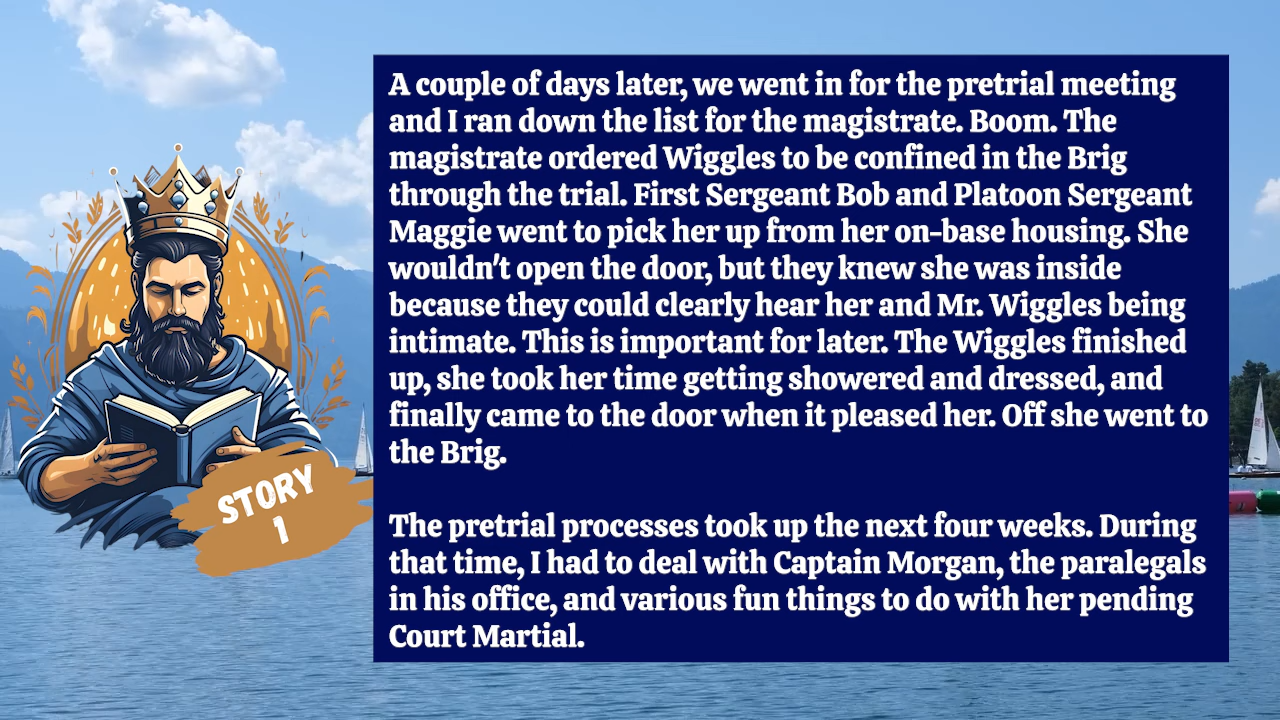 A couple of days later, we went in for the pretrial meeting
and I ran down the list for the magistrate. Boom. The
magistrate ordered Wiggles to be confined in the Brig
through the trial. First Sergeant Bob and Platoon Sergeant
Maggie went to pick her up from her on-base housing. She
wouldn't open the door, but they knew she was inside
because they could clearly hear her and Mr. Wiggles being
intimate. This is important for later. The Wiggles finished
up, she took her time getting showered and dressed, and
finally came to the door when it pleased her. Off she went to
the Brig.
The pretrial processes took up the next four weeks. During
that time, I had to deal with Captain Morgan, the paralegals
in his office, and various fun things to do with her pending
Court Martial.
STORY
1